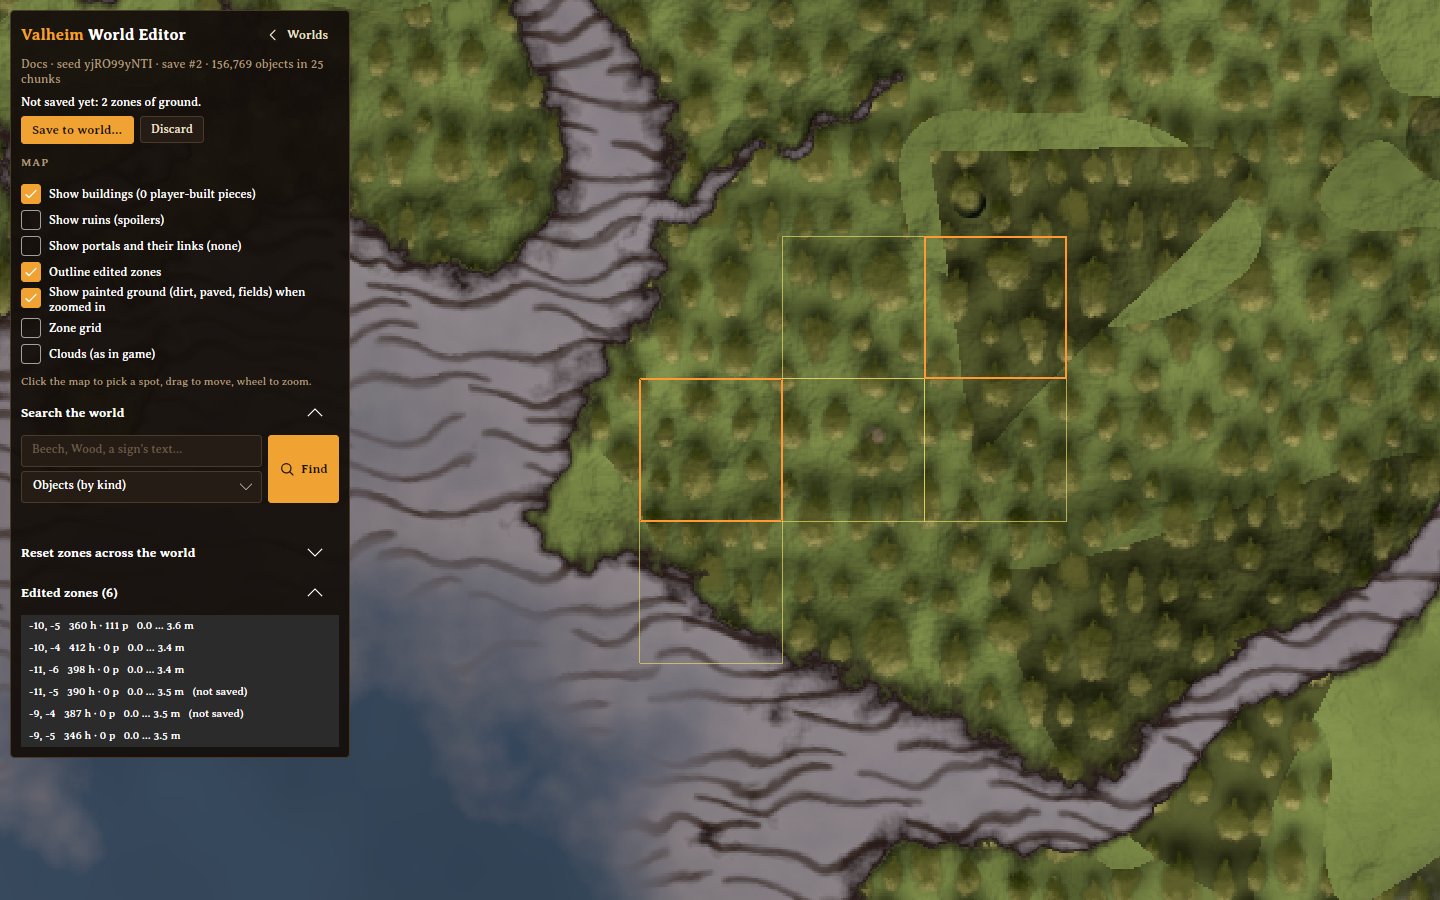 Valheim World Editor
Worlds
Docs · seed yjRO99yNTI · save #2 · 156,769 objects in 25
chunks
Not saved yet: 2 zones of ground.
Save to world...
Discard
MAP
Show buildings (0 player-built pieces)
Show ruins (spoilers)
Show portals and their links (none)
Outline edited zones
Show painted ground (dirt, paved, fields) when
zoomed in
Zone grid
Clouds (as in game)
Click the map to pick a spot, drag to move, wheel to zoom.
Search the world
Beech, Wood, a sign's text...
Find
Objects (by kind)
Reset zones across the world
Edited zones (6)
-10, -5 360 h · 111 p 0.0 ... 3.6 m
-10, -4 412 h · 0 p 0.0 ... 3.4 m
-11, -6 398 h · 0 p 0.0 ... 3.4 m
-11, -5 390 h · 0 p 0.0 ... 3.5 m (not saved)
-9, -4 387 h · 0 p 0.0 ... 3.5 m (not saved)
-9, -5 346 h · 0 p 0.0 ... 3.5 m